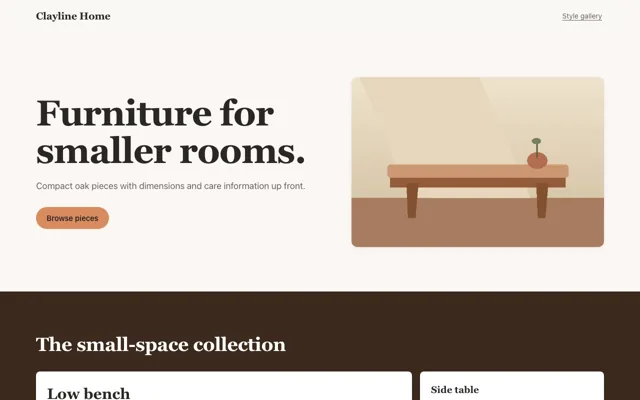 Clayline Home
Style gallery
Furniture for
smaller rooms.
Compact oak pieces with dimensions and care information up front.
Browse pieces
The small-space collection
Low bench
Side table